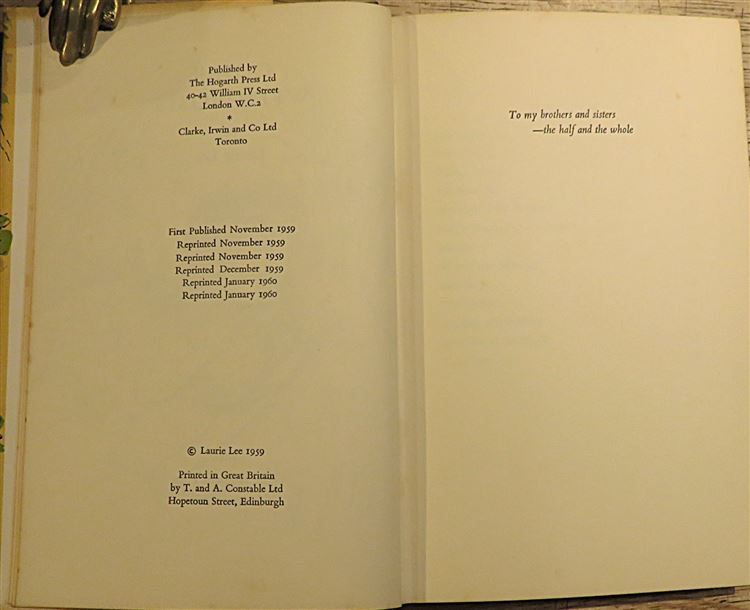 Published by
The Hogarth Press Ltd
40-42 William IV Street
London W.C.2
*
Clarke, Irwin and Co Ltd
Toronto
First Published November 1959
Reprinted November 1959
Reprinted November 1959
Reprinted December 1959
Reprinted January 1960
Reprinted January 1960
© Laurie Lee 1959
Printed in Great Britain
by T. and A. Constable Ltd
Hopetoun Street, Edinburgh
To my brothers and sisters
—the half and the whole